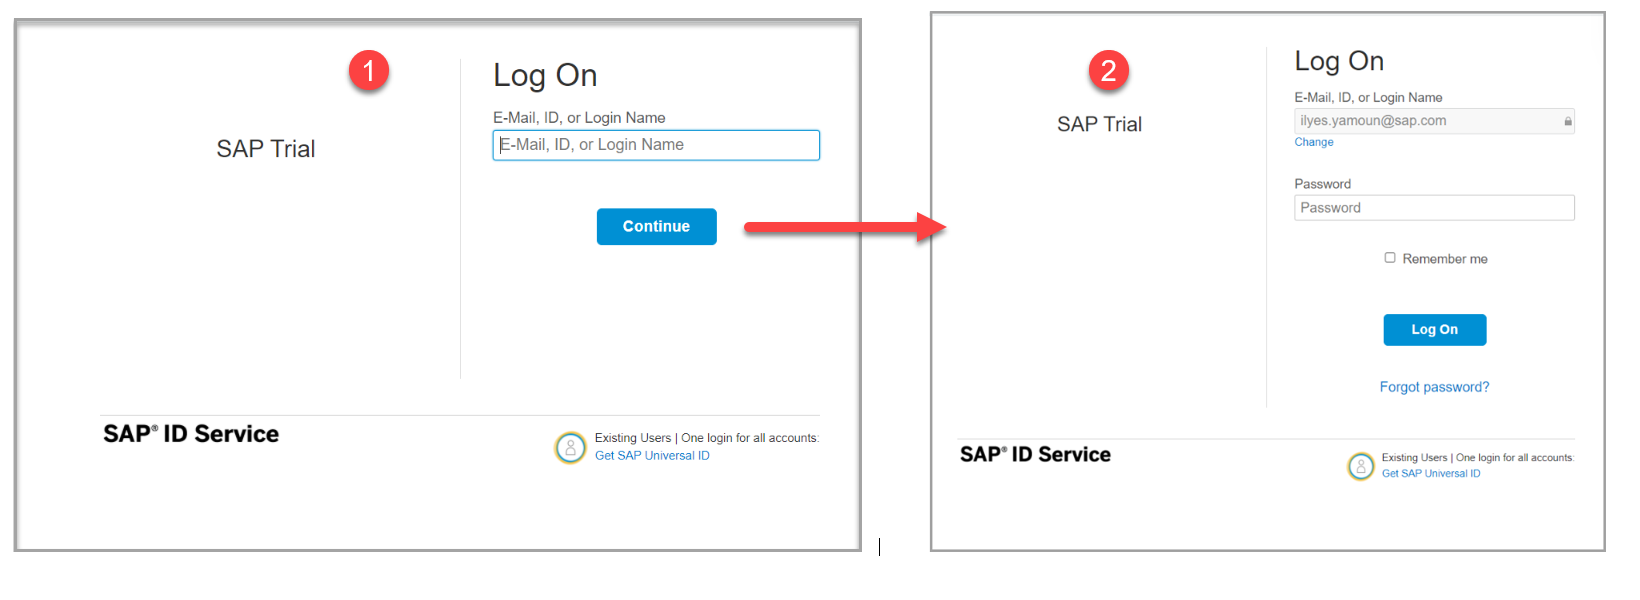 1
SAP Trial
Log On
E-Mail, ID, or Login Name
E-Mail, ID, or Login Name
Continue
SAP® ID Service
Existing Users | One login for all accounts:
Get SAP Universal ID
2
SAP Trial
Log On
E-Mail, ID, or Login Name
ilyes.yamoun@sap.com
Change
Password
Password
Remember me
Log On
Forgot password?
SAP® ID Service
Existing Users | One login for all accounts:
Get SAP Universal ID